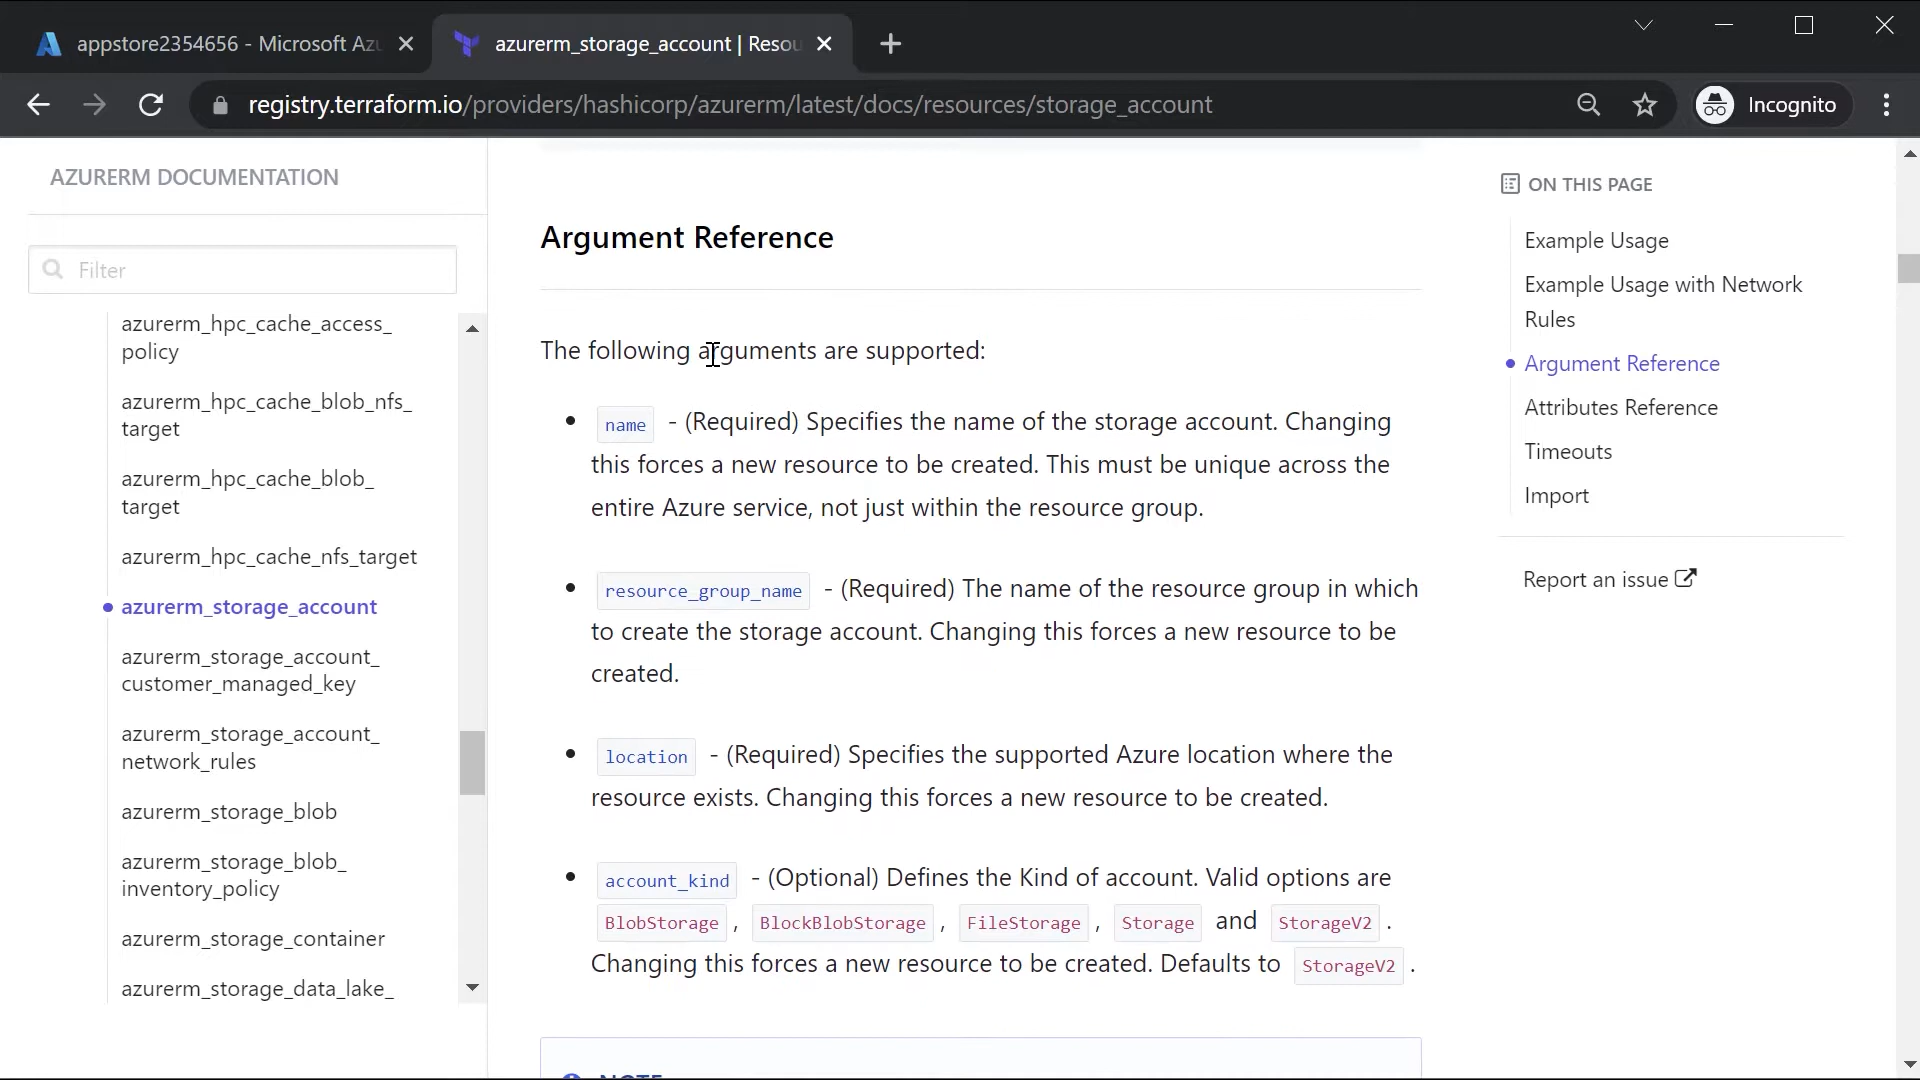 appstore2354656 - Microsoft Azu
azurerm_storage_account | Resou
registry.terraform.io/providers/hashicorp/azurerm/latest/docs/resources/storage_account
Incognito
AZURERM DOCUMENTATION
Filter
azurerm_hpc_cache_access_
policy
azurerm_hpc_cache_blob_nfs_
target
azurerm_hpc_cache_blob_
target
azurerm_hpc_cache_nfs_target
azurerm_storage_account
azurerm_storage_account_
customer_managed_key
azurerm_storage_account_
network_rules
azurerm_storage_blob
azurerm_storage_blob_
inventory_policy
azurerm_storage_container
azurerm_storage_data_lake_
Argument Reference
The following arguments are supported:
name - (Required) Specifies the name of the storage account. Changing
this forces a new resource to be created. This must be unique across the
entire Azure service, not just within the resource group.
resource_group_name - (Required) The name of the resource group in which
to create the storage account. Changing this forces a new resource to be
created.
location - (Required) Specifies the supported Azure location where the
resource exists. Changing this forces a new resource to be created.
account_kind - (Optional) Defines the Kind of account. Valid options are
BlobStorage , BlockBlobStorage , FileStorage , Storage and StorageV2 .
Changing this forces a new resource to be created. Defaults to StorageV2 .
NOTE
ON THIS PAGE
Example Usage
Example Usage with Network
Rules
Argument Reference
Attributes Reference
Timeouts
Import
Report an issue